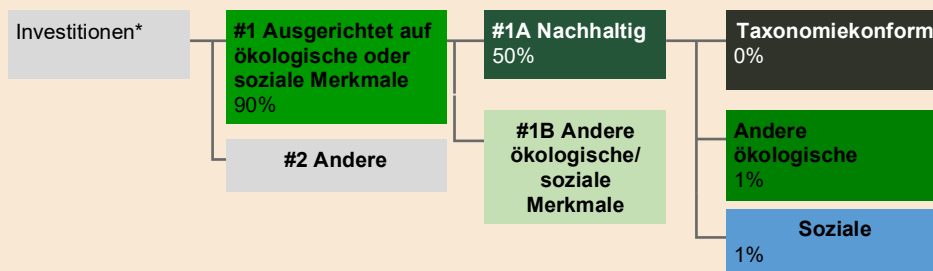 Investitionen*
#1 Ausgerichtet auf
ökologische oder
soziale Merkmale
90%
#2 Andere
#1A Nachhaltig
50%
#1B Andere
ökologische/
soziale
Merkmale
Taxonomiekonform
0%
Andere
ökologische
1%
Soziale
1%